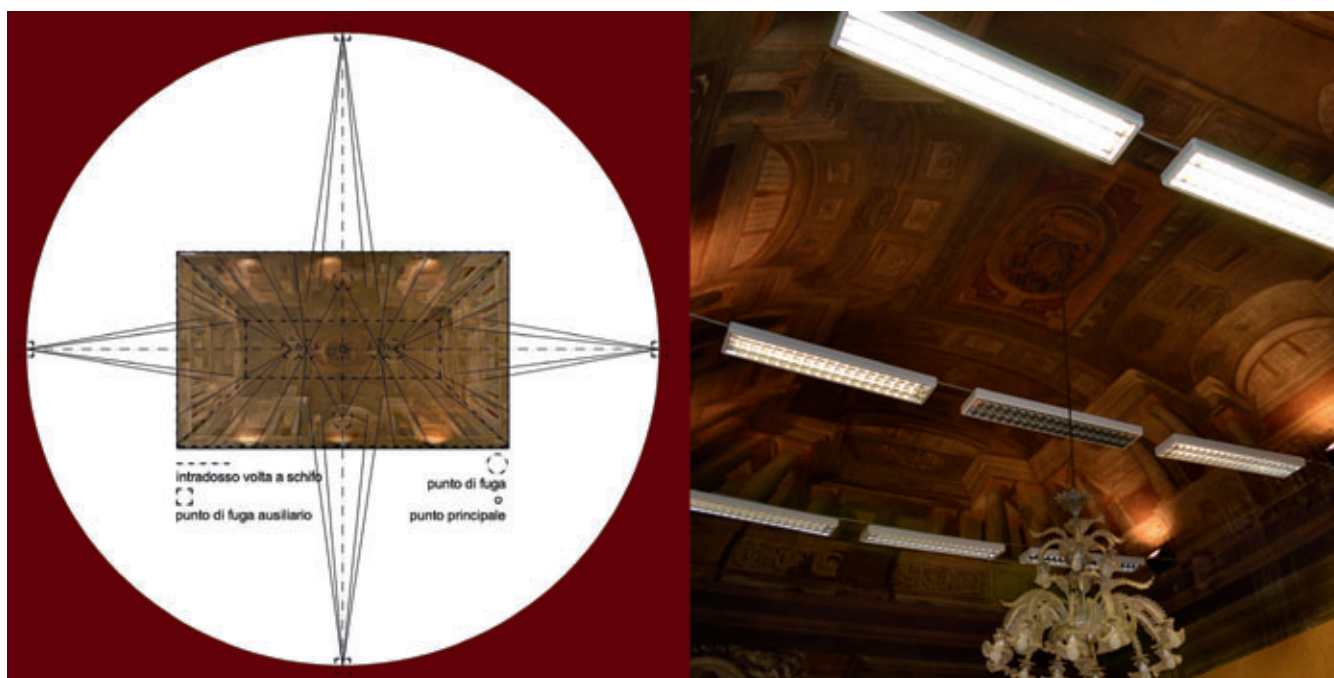 intradosso volta a schifo
punto di fuga ausiliario
punto di fuga
punto principale